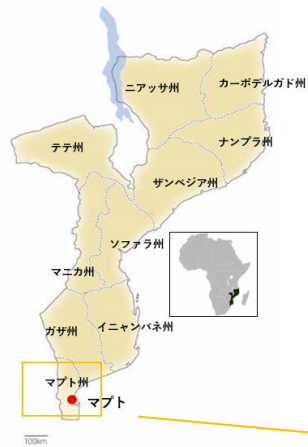 ニアッサ州
カーボデルガド州
ナンプラ州
テテ州
ザンベジア州
ソファラ州
マニカ州
ガザ州
イニャンバネ州
マプト州
マプト
100km